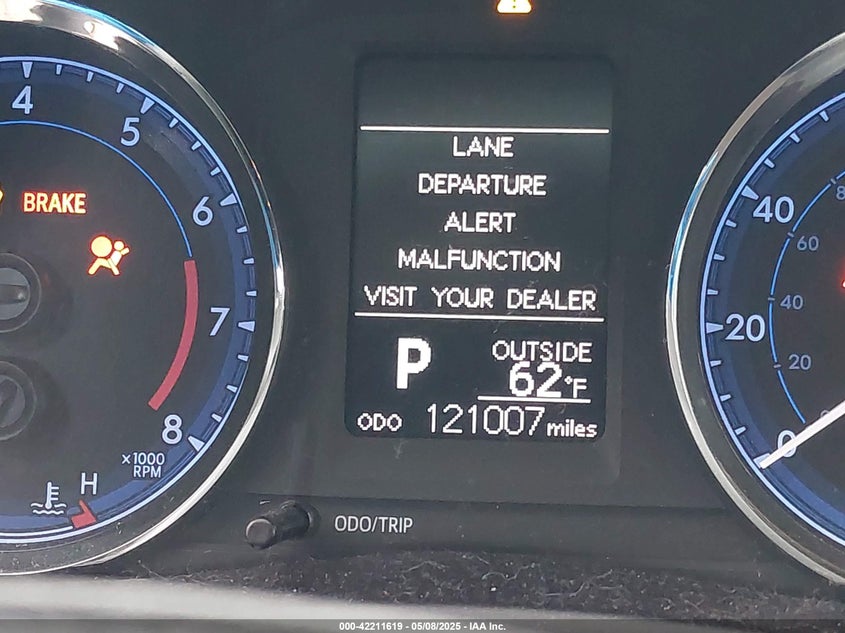 4
5
6
7
8
BRAKE
x1000
RPM
H
LANE
DEPARTURE
ALERT
MALFUNCTION
VISIT YOUR DEALER
P
OUTSIDE
62°F
ODO 121007 miles
ODO/TRIP
40
20
0
60
40
20
000-42211619 - 05/08/2025 - IAA Inc.